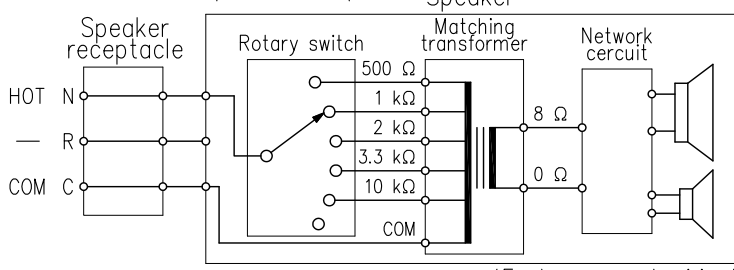 Speaker
Speaker
receptacle
Rotary switch
Matching
transformer
Network
cercuit
HOT N
— R
COM C
500 Ω
1 kΩ
2 kΩ
3.3 kΩ
10 kΩ
COM
8 Ω
0 Ω